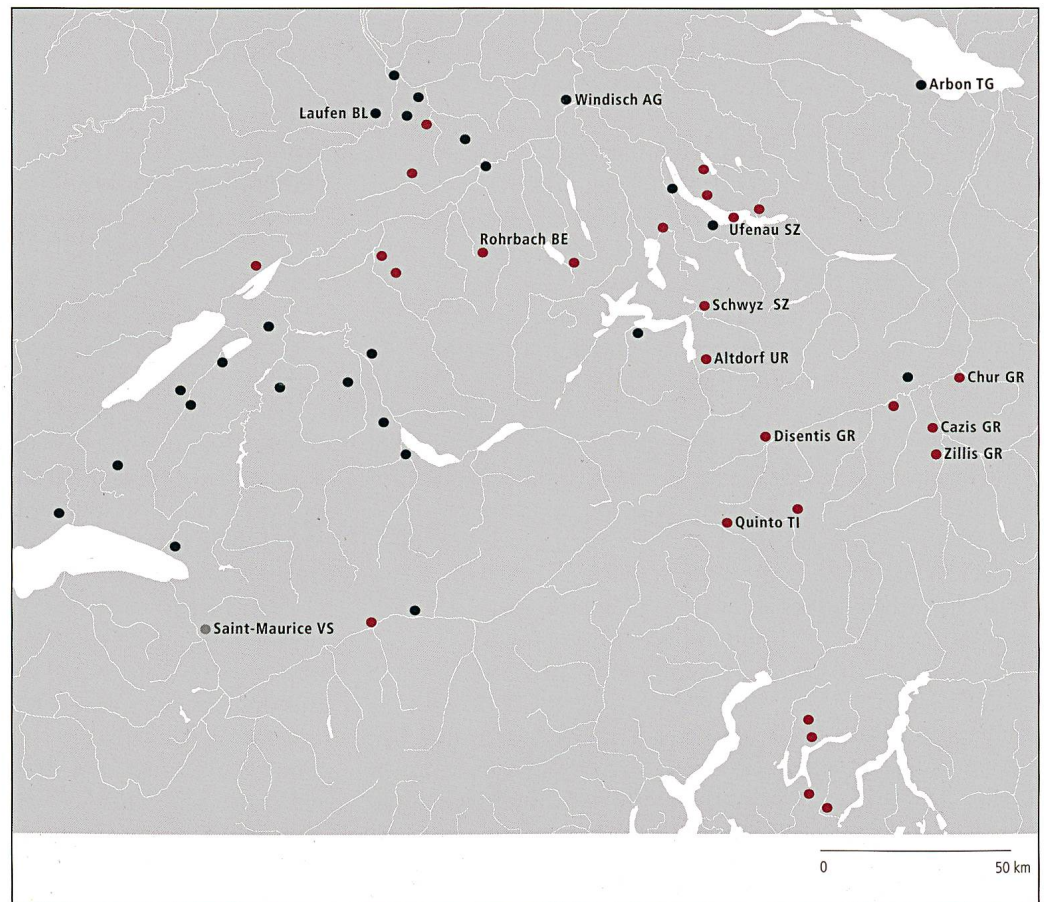 Arbon TG
Windisch AG
Laufen BL
Ufenau SZ
Rohrbach BE
Schwyz SZ
Altdorf UR
Chur GR
Cazis GR
Disentis GR
Zillis GR
Quinto TI
Saint-Maurice VS
0 50 km